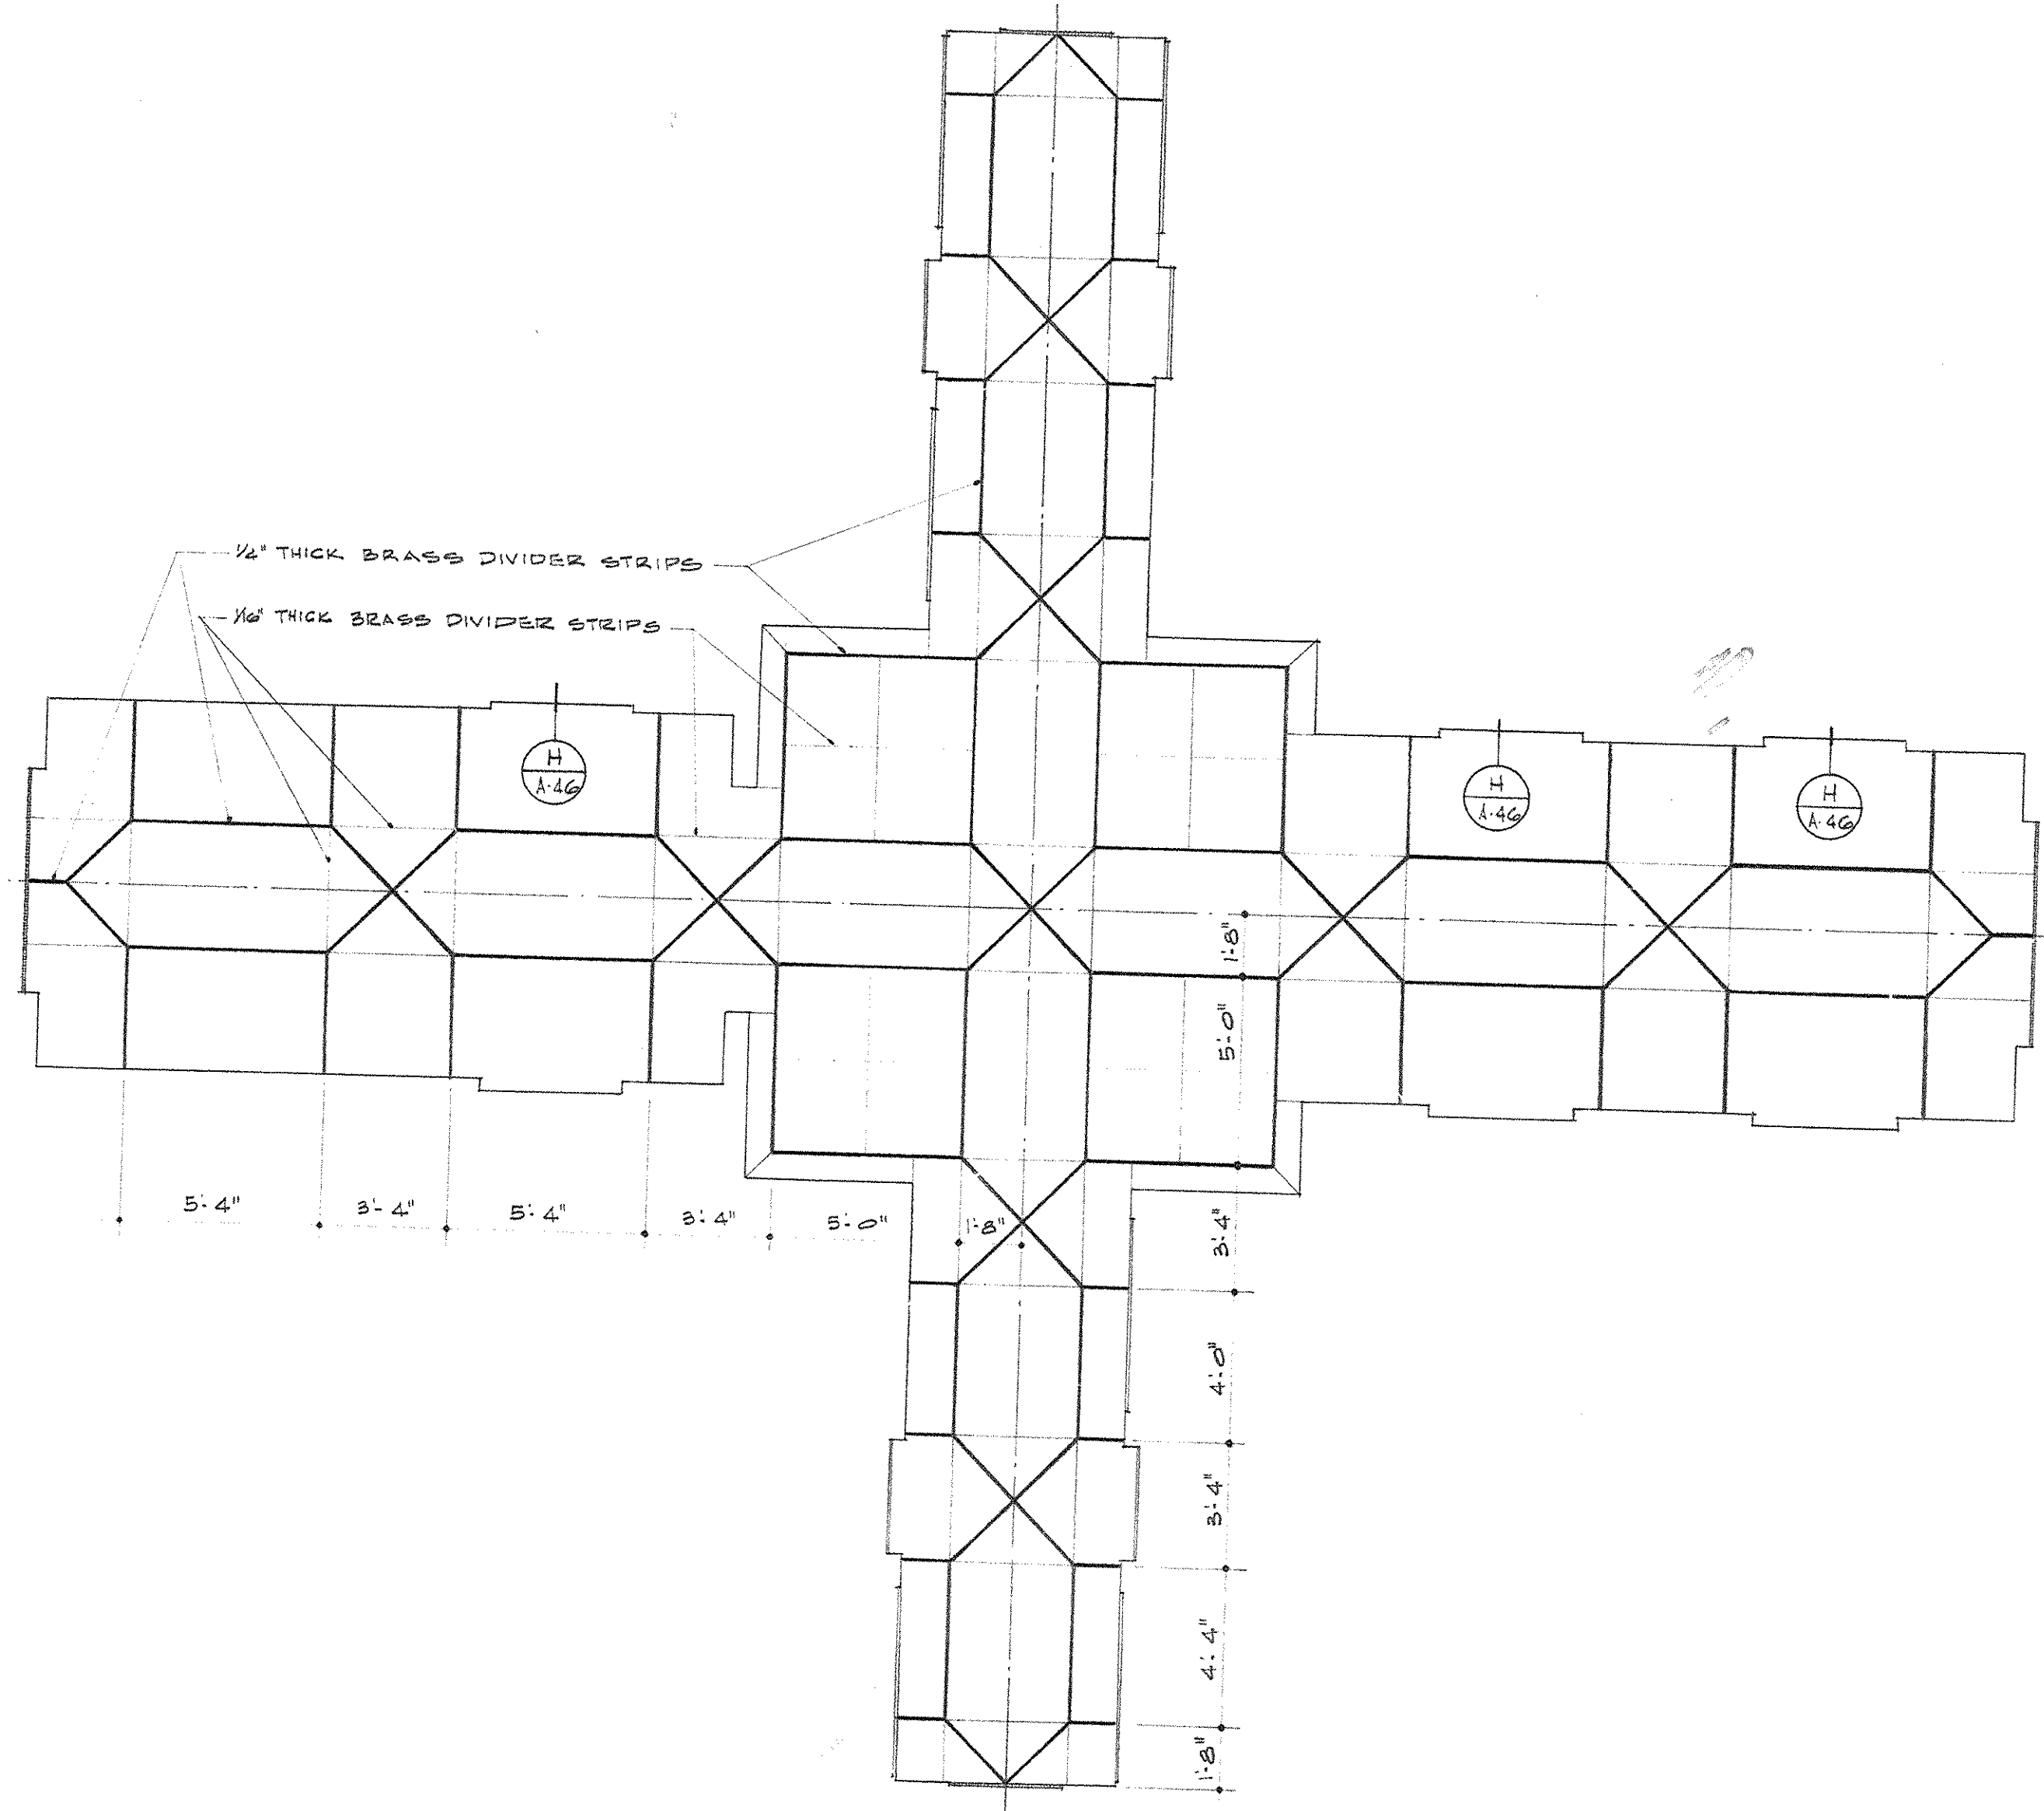 1/4" THICK BRASS DIVIDER STRIPS
1/16" THICK BRASS DIVIDER STRIPS
H
A·46
H
A·46
H
A·46
1'-8"
5'-0"
5'-4"
3'-4"
5'-4"
3'-4"
5'-0"
1'-8"
3'-4"
4'-0"
3'-4"
4'-4"
1'-8"